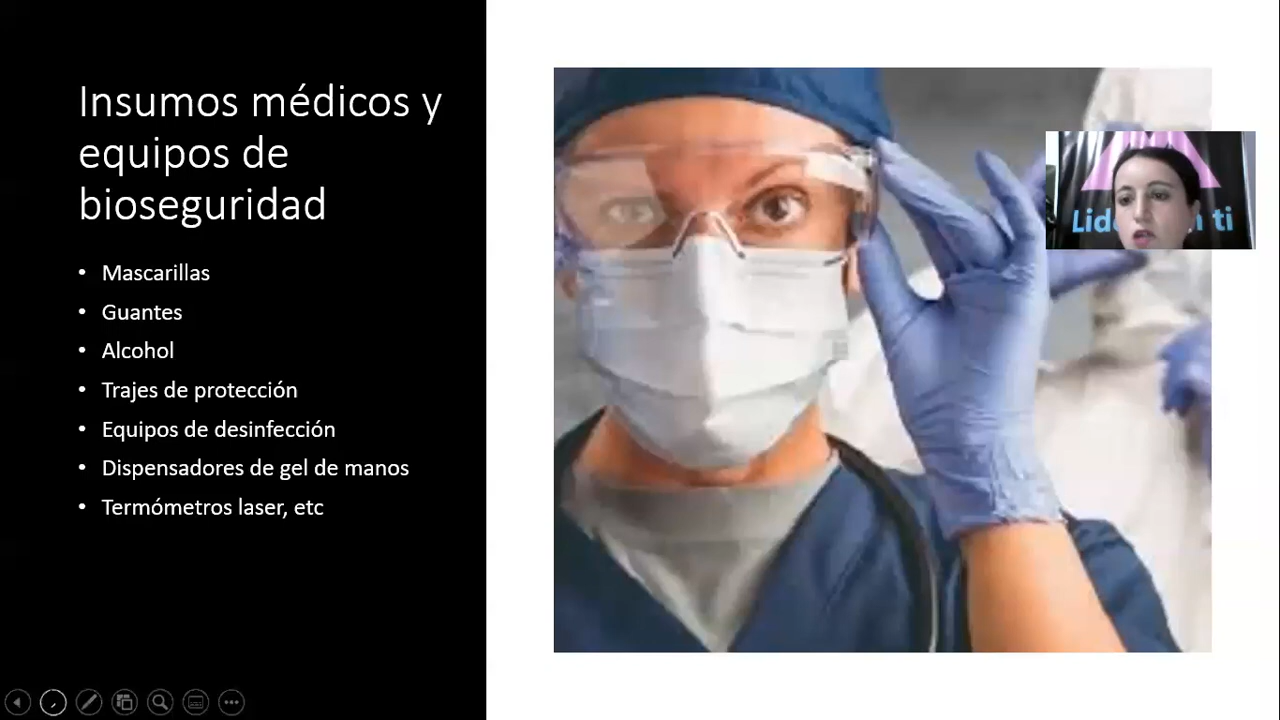 Insumos médicos y
equipos de
bioseguridad
• Mascarillas
• Guantes
• Alcohol
• Trajes de protección
• Equipos de desinfección
• Dispensadores de gel de manos
• Termómetros laser, etc
ti